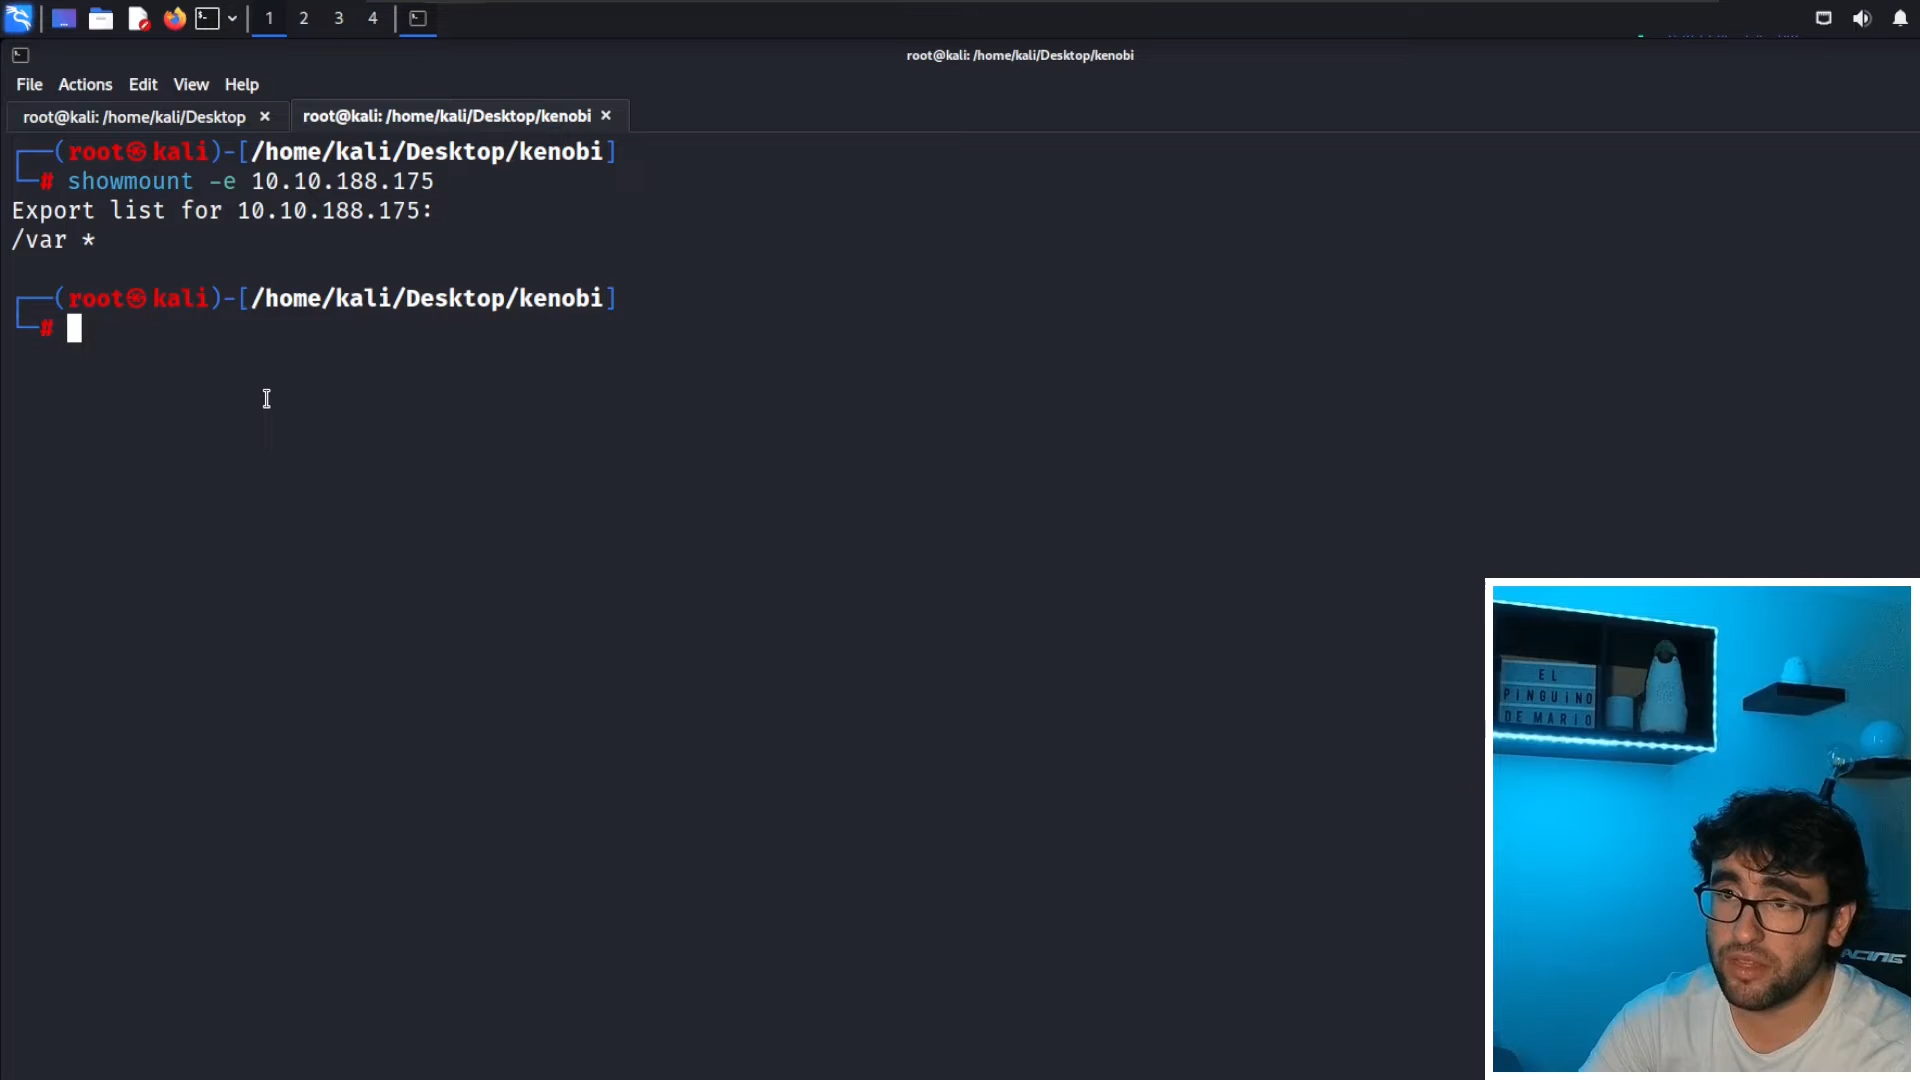 1 2 3 4
root@kali: /home/kali/Desktop/kenobi
File Actions Edit View Help
root@kali: /home/kali/Desktop × root@kali: /home/kali/Desktop/kenobi ×
┌──(root㉿kali)-[/home/kali/Desktop/kenobi]
└─# showmount -e 10.10.188.175
Export list for 10.10.188.175:
/var *
┌──(root㉿kali)-[/home/kali/Desktop/kenobi]
└─#
EL
PINGUiNO
DE MARIO
ACING